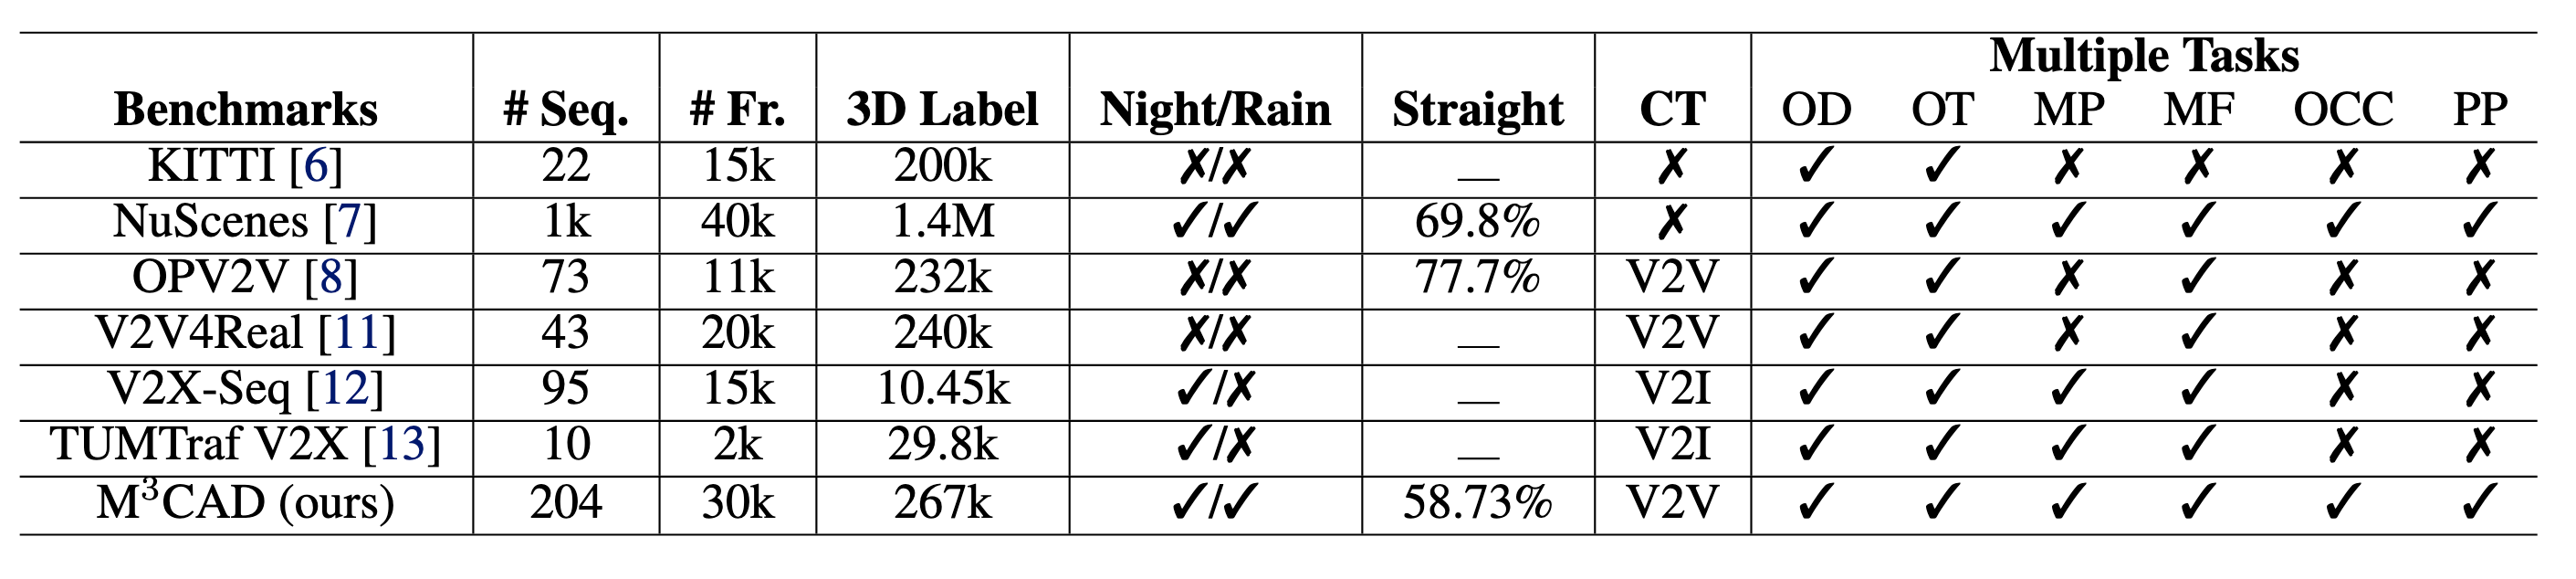 Multiple Tasks
Benchmarks # Seq. # Fr. 3D Label Night/Rain Straight CT OD OT MP MF OCC PP
KITTI [6] 22 15k 200k ✗/✗ — ✗ ✓ ✓ ✗ ✗ ✗ ✗
NuScenes [7] 1k 40k 1.4M ✓/✓ 69.8% ✗ ✓ ✓ ✓ ✓ ✓ ✓
OPV2V [8] 73 11k 232k ✗/✗ 77.7% V2V ✓ ✓ ✗ ✓ ✗ ✗
V2V4Real [11] 43 20k 240k ✗/✗ — V2V ✓ ✓ ✗ ✓ ✗ ✗
V2X-Seq [12] 95 15k 10.45k ✓/✗ — V2I ✓ ✓ ✓ ✓ ✗ ✗
TUMTraf V2X [13] 10 2k 29.8k ✓/✗ — V2I ✓ ✓ ✓ ✓ ✗ ✗
M³CAD (ours) 204 30k 267k ✓/✓ 58.73% V2V ✓ ✓ ✓ ✓ ✓ ✓